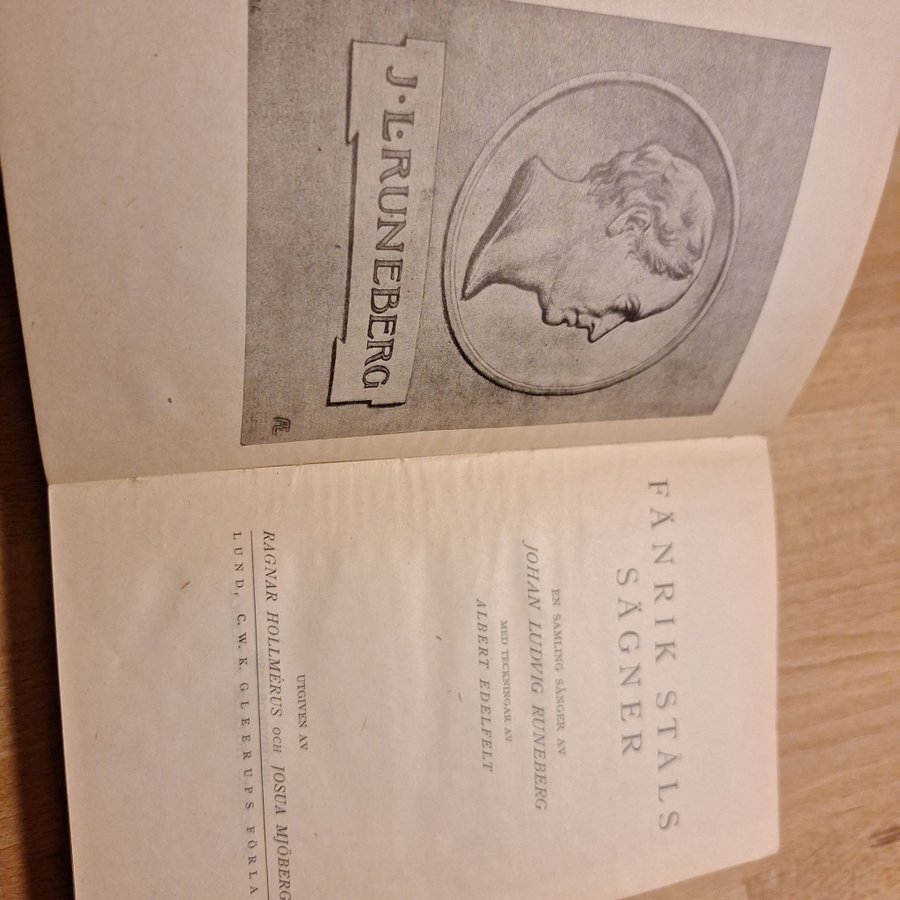 J·L·RUNEBERG
FÄNRIK STÅLS
SÄGNER
EN SAMLING SÅNGER AV
JOHAN LUDVIG RUNEBERG
MED TECKNINGAR AV
ALBERT EDELFELT
UTGIVEN AV
RAGNAR HOLLMÉRUS OCH JOSUA MJÖBERG
LUND, C. W. K. GLEERUPS FÖRLA